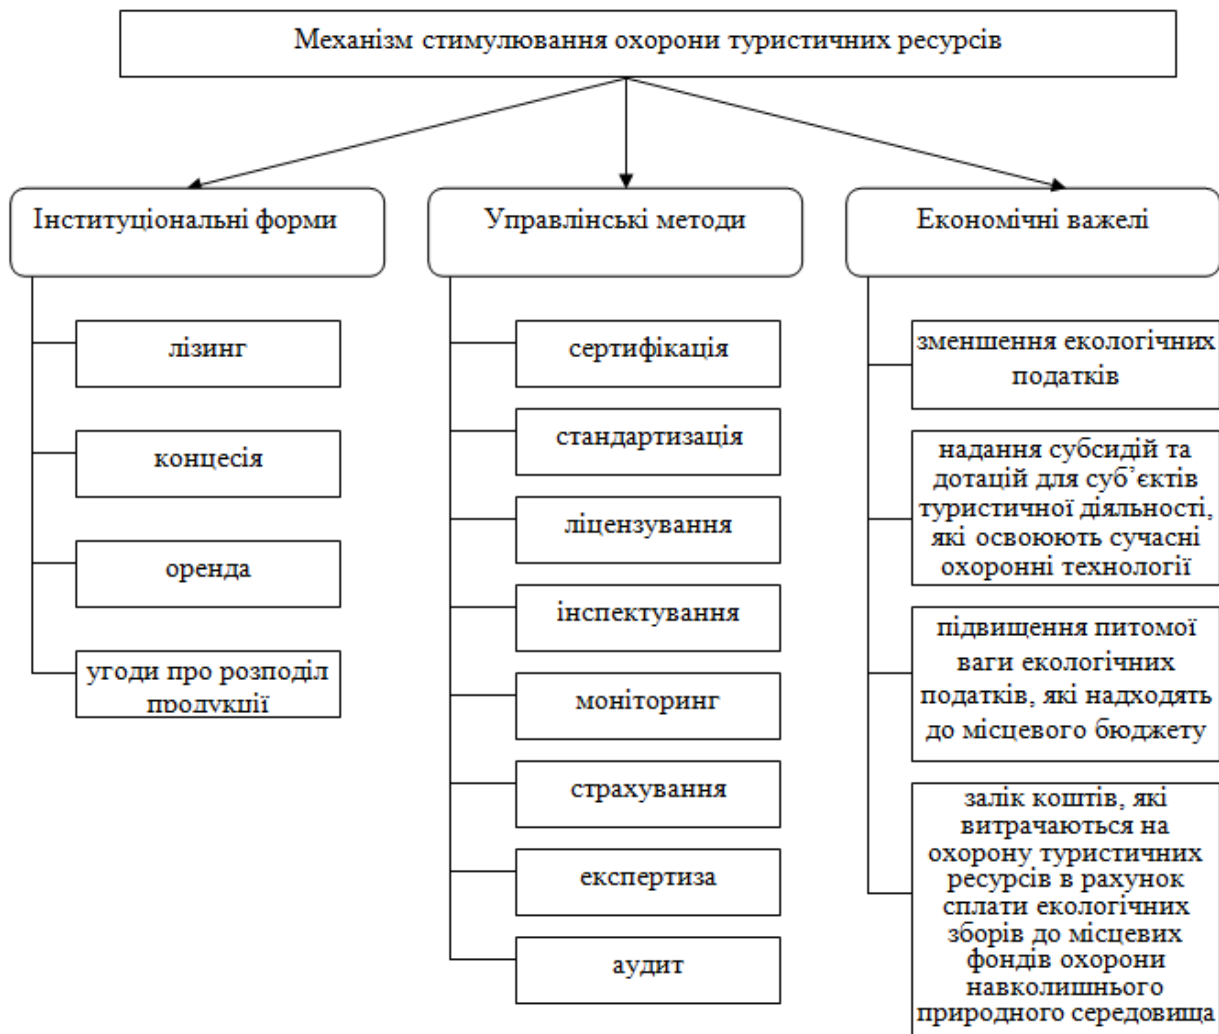 Механізм стимулювання охорони туристичних ресурсів
Інституціональні форми
лізинг
концесія
оренда
угоди про розподіл
продукції
Управлінські методи
сертифікація
стандартизація
ліцензування
інспектування
моніторинг
страхування
експертиза
аудит
Економічні важелі
зменшення екологічних
податків
надання субсидій та
дотацій для суб’єктів
туристичної діяльності,
які освоюють сучасні
охоронні технології
підвищення питомої
ваги екологічних
податків, які надходять
до місцевого бюджету
залік коштів, які
витрачаються на
охорону туристичних
ресурсів в рахунок
сплати екологічних
зборів до місцевих
фондів охорони
навколишнього
природного середовища